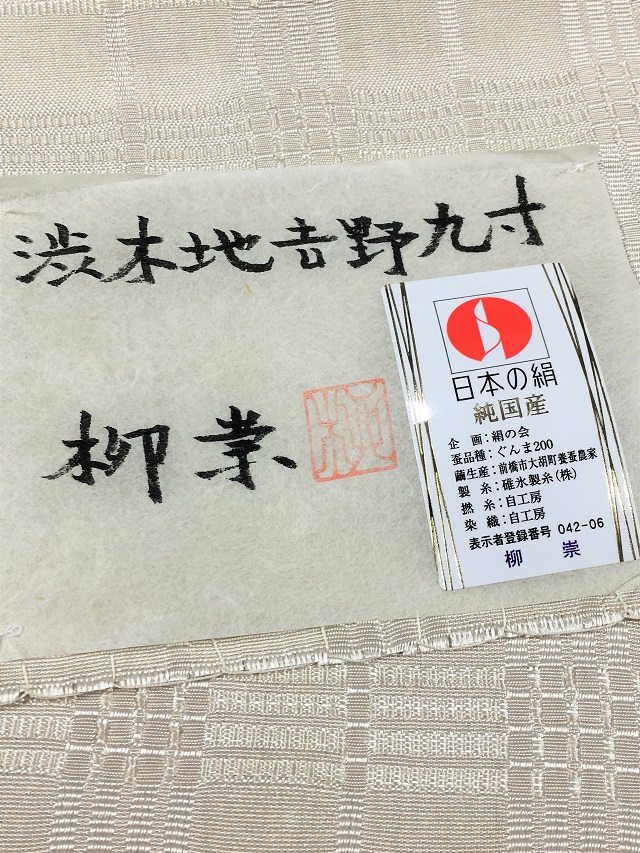 渋木地吉野九寸
柳崇
日本の絹
純国産
企画:絹の会
蚕品種:ぐんま200
繭生産:前橋市大胡町養蚕農家
製糸:碓氷製糸(株)
撚糸:自工房
染織:自工房
表示者登録番号 042-06
柳 崇